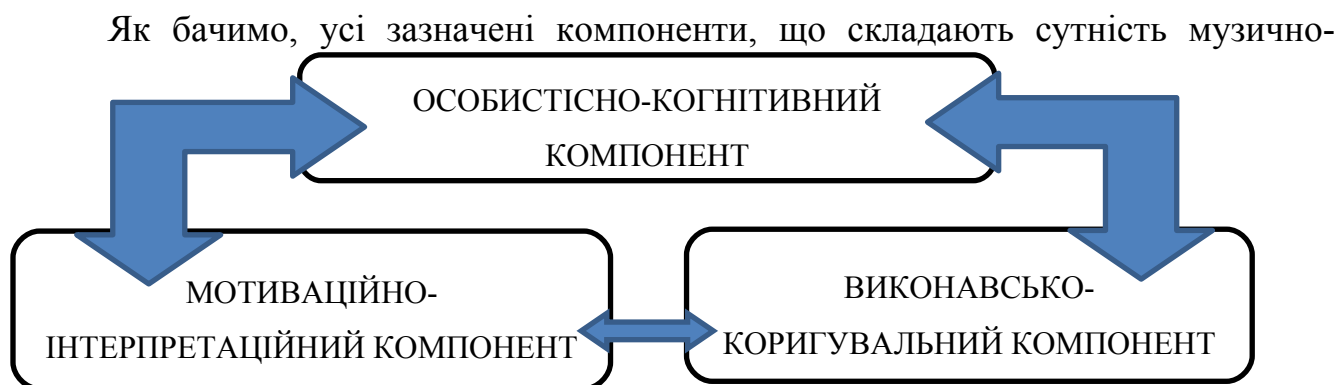 Як бачимо, усі зазначені компоненти, що складають сутність музично-
ОСОБИСТІСНО-КОГНІТИВНИЙ
КОМПОНЕНТ
МОТИВАЦІЙНО-
ІНТЕРПРЕТАЦІЙНИЙ КОМПОНЕНТ
ВИКОНАВСЬКО-
КОРИГУВАЛЬНИЙ КОМПОНЕНТ